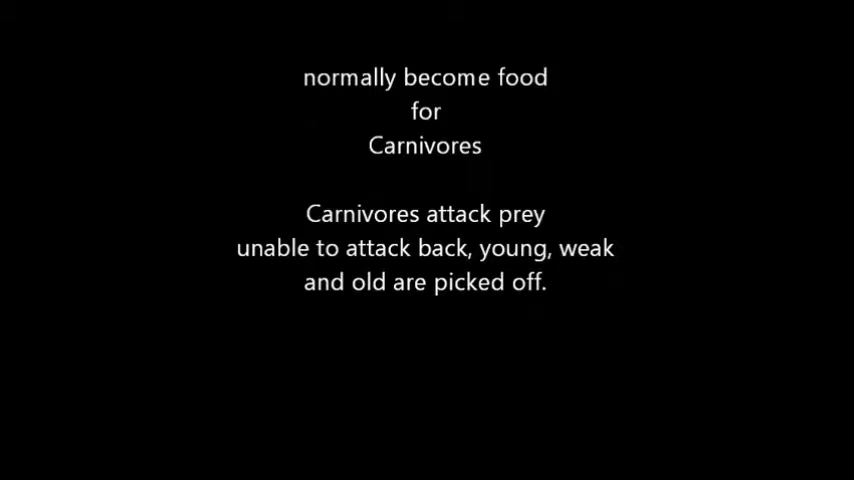 normally become food
for
Carnivores
Carnivores attack prey
unable to attack back, young, weak
and old are picked off.